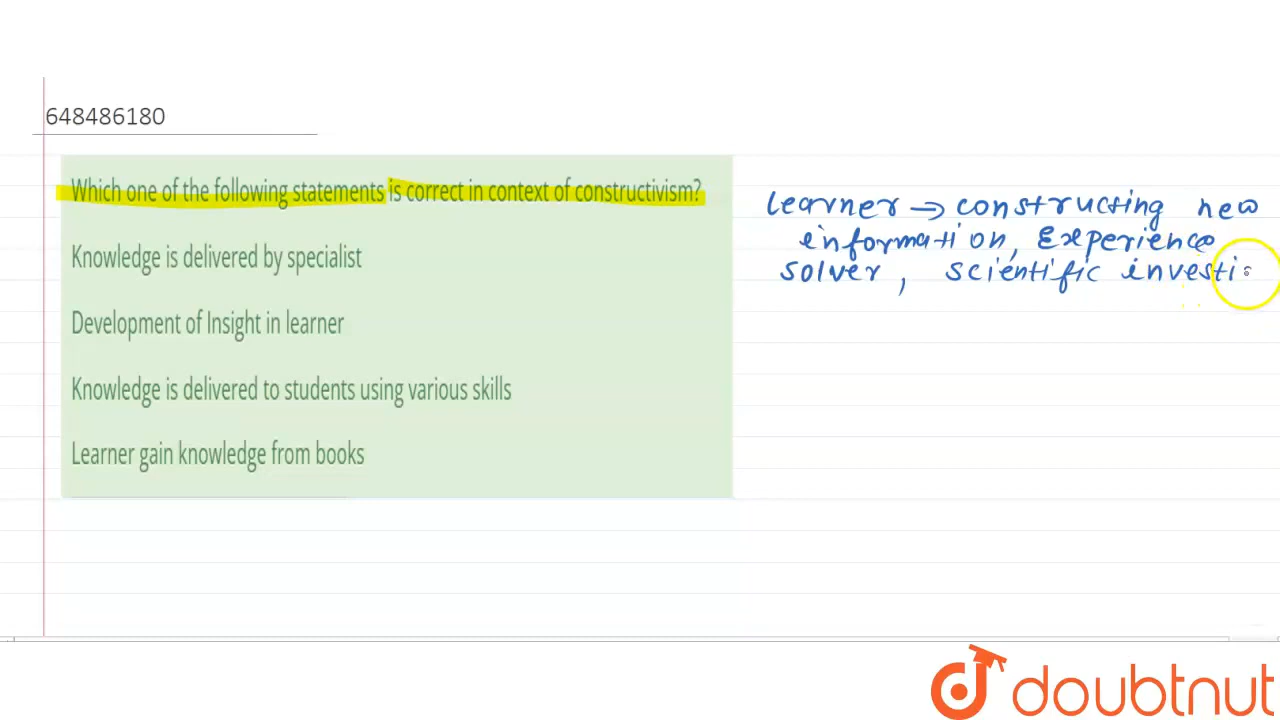 648486180
Which one of the following statements is correct in context of constructivism?
Knowledge is delivered by specialist
Development of Insight in learner
Knowledge is delivered to students using various skills
Learner gain knowledge from books
learner → constructing new
information, Experience
solver, scientific investi
doubtnut